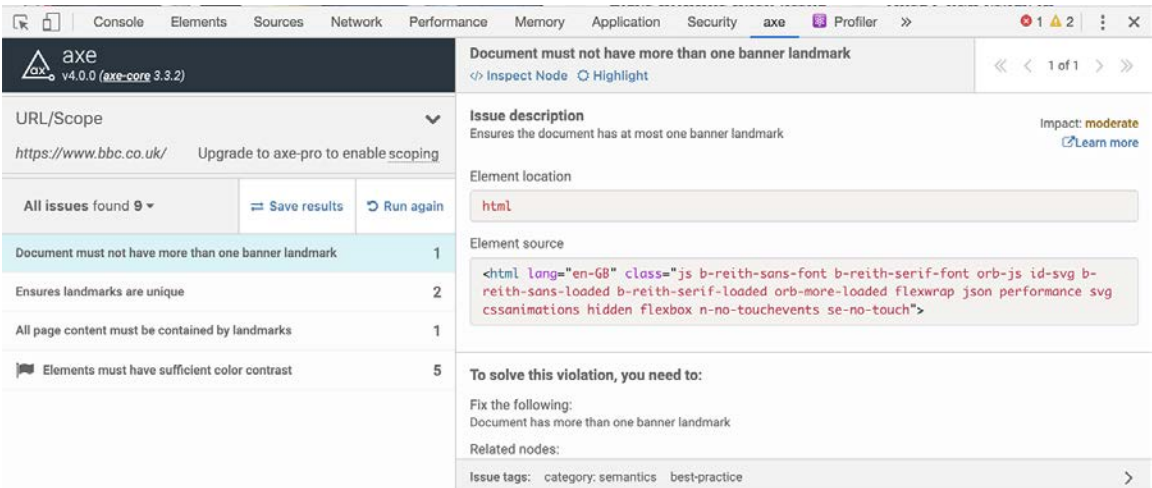 Console Elements Sources Network Performance Memory Application Security axe Profiler » 1 2
axe
v4.0.0 (axe-core 3.3.2)
URL/Scope
https://www.bbc.co.uk/ Upgrade to axe-pro to enable scoping
All issues found 9 Save results Run again
Document must not have more than one banner landmark 1
Ensures landmarks are unique 2
All page content must be contained by landmarks 1
Elements must have sufficient color contrast 5
Document must not have more than one banner landmark
</> Inspect Node Highlight
1 of 1
Issue description
Ensures the document has at most one banner landmark
Impact: moderate
Learn more
Element location
html
Element source
<html lang="en-GB" class="js b-reith-sans-font b-reith-serif-font orb-js id-svg b-
reith-sans-loaded b-reith-serif-loaded orb-more-loaded flexwrap json performance svg
cssanimations hidden flexbox n-no-touchevents se-no-touch">
To solve this violation, you need to:
Fix the following:
Document has more than one banner landmark
Related nodes:
Issue tags: category: semantics best-practice